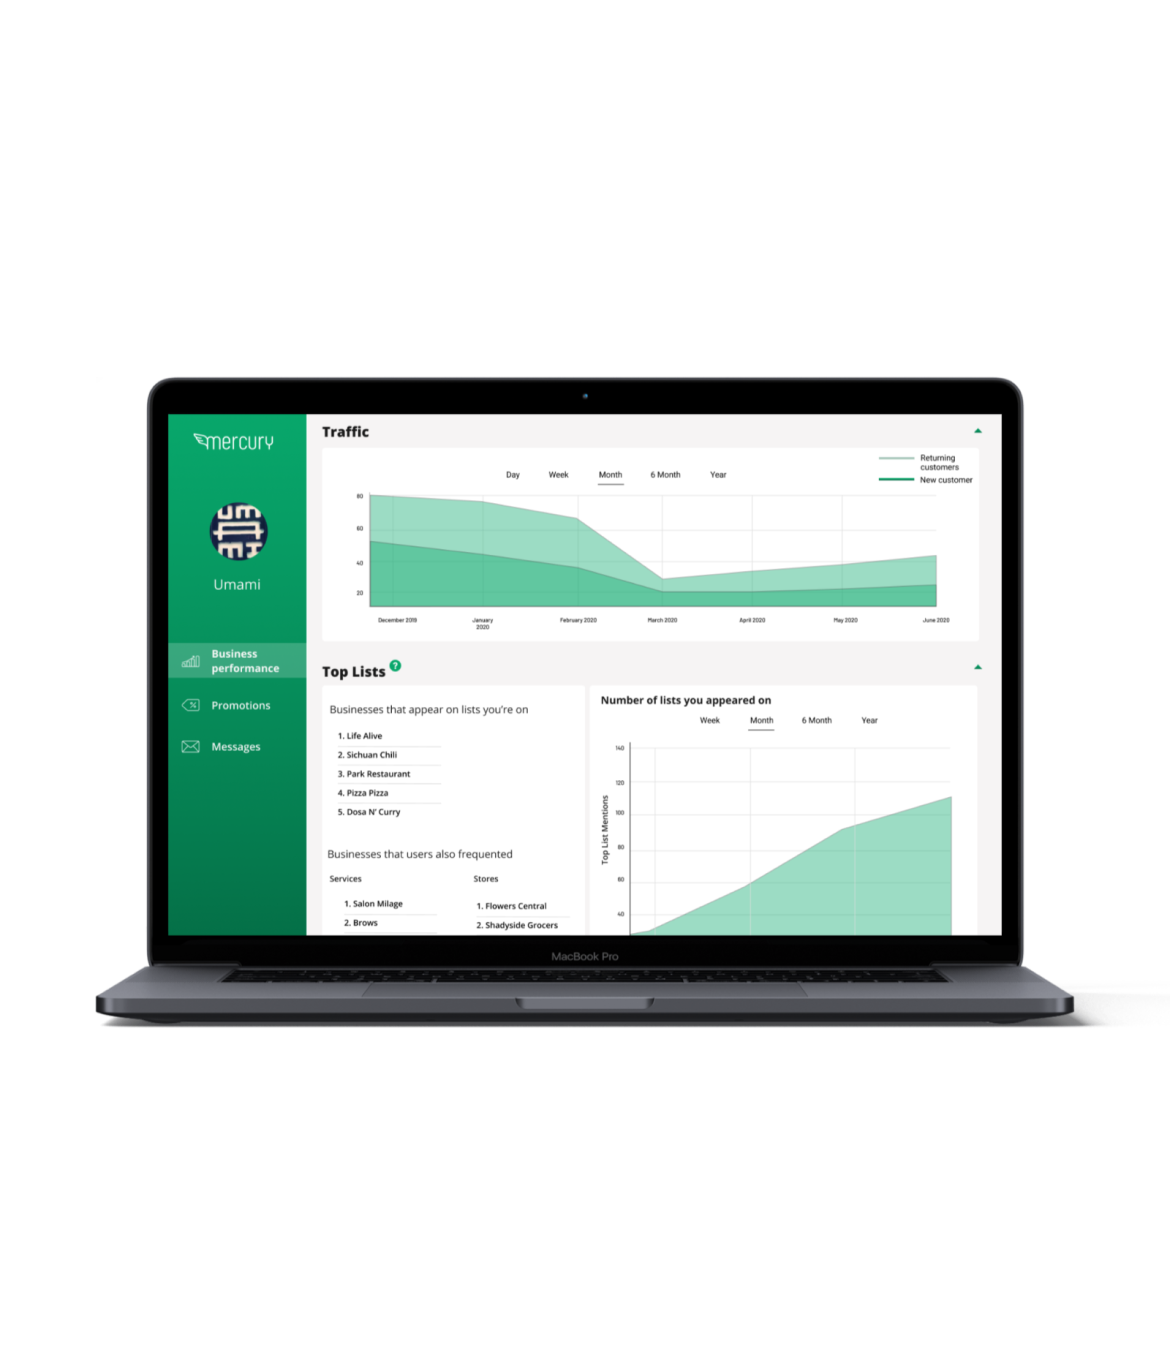 mercury
Umami
Business
performance
Promotions
Messages
Traffic
Day Week Month 6 Month Year
Returning
customers
New customer
80
60
40
20
December 2019 January
2020 February 2020 March 2020 April 2020 May 2020 June 2020
Top Lists ?
Businesses that appear on lists you're on
1. Life Alive
2. Sichuan Chili
3. Park Restaurant
4. Pizza Pizza
5. Dosa N' Curry
Businesses that users also frequented
Services
1. Salon Milage
2. Brows
Stores
1. Flowers Central
2. Shadyside Grocers
Number of lists you appeared on
Week Month 6 Month Year
Top List Mentions
140
120
100
80
60
40
MacBook Pro